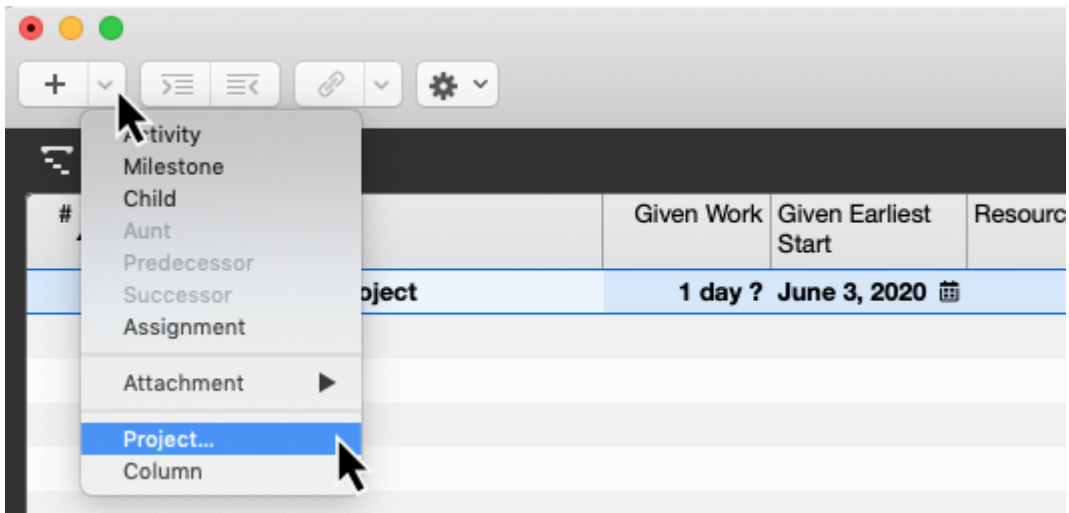 Activity
Milestone
Child
Aunt
Predecessor
Successor
Assignment
Attachment
Project...
Column
# Given Work Given Earliest Start Resourc
oject 1 day ? June 3, 2020